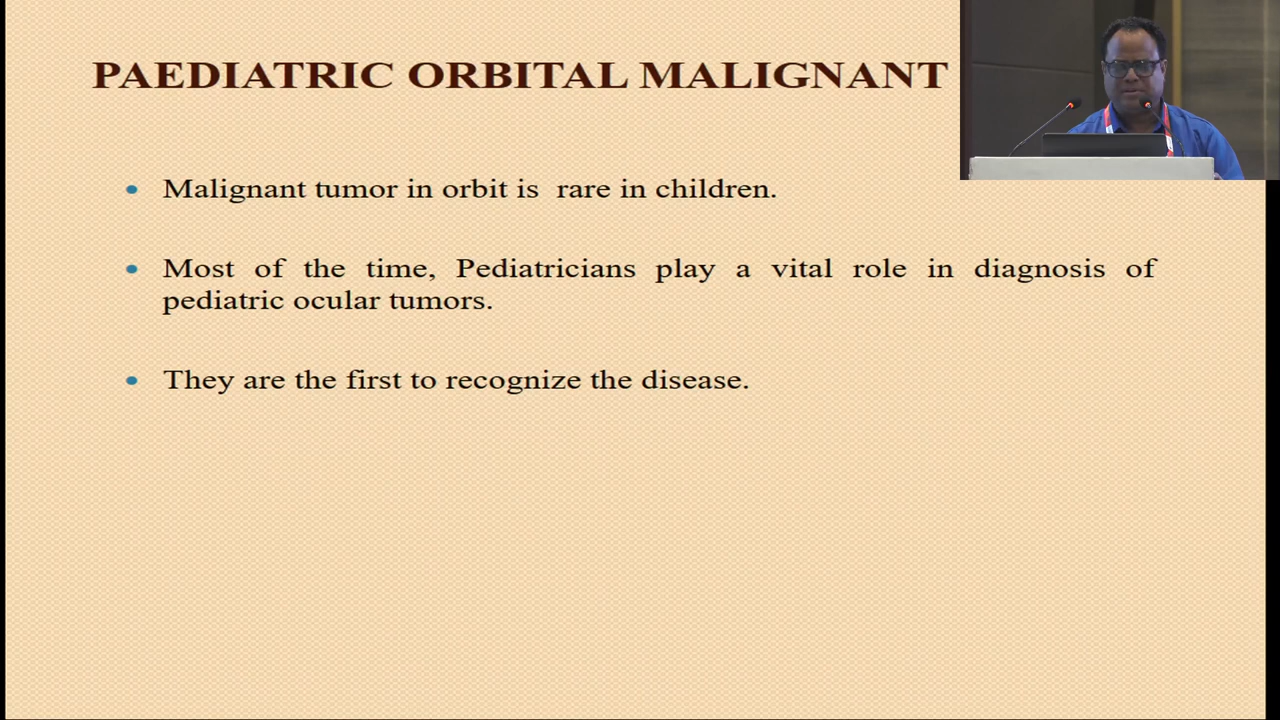 PAEDIATRIC ORBITAL MALIGNANT
• Malignant tumor in orbit is  rare in children.
• Most of the time, Pediatricians play a vital role in diagnosis of
pediatric ocular tumors.
• They are the first to recognize the disease.